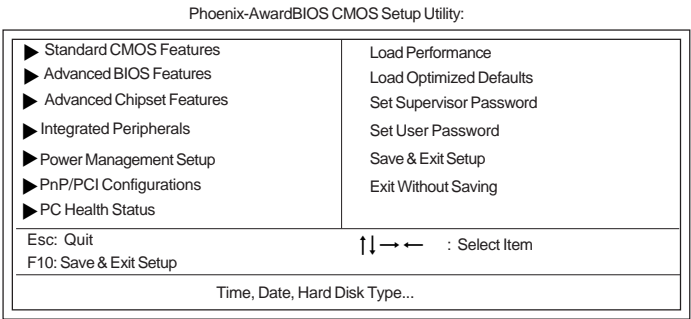 Phoenix-AwardBIOS CMOS Setup Utility:
Standard CMOS Features
Advanced BIOS Features
Advanced Chipset Features
Integrated Peripherals
Power Management Setup
PnP/PCI Configurations
PC Health Status
Load Performance
Load Optimized Defaults
Set Supervisor Password
Set User Password
Save & Exit Setup
Exit Without Saving
Esc: Quit
F10: Save & Exit Setup
↑↓→← : Select Item
Time, Date, Hard Disk Type...